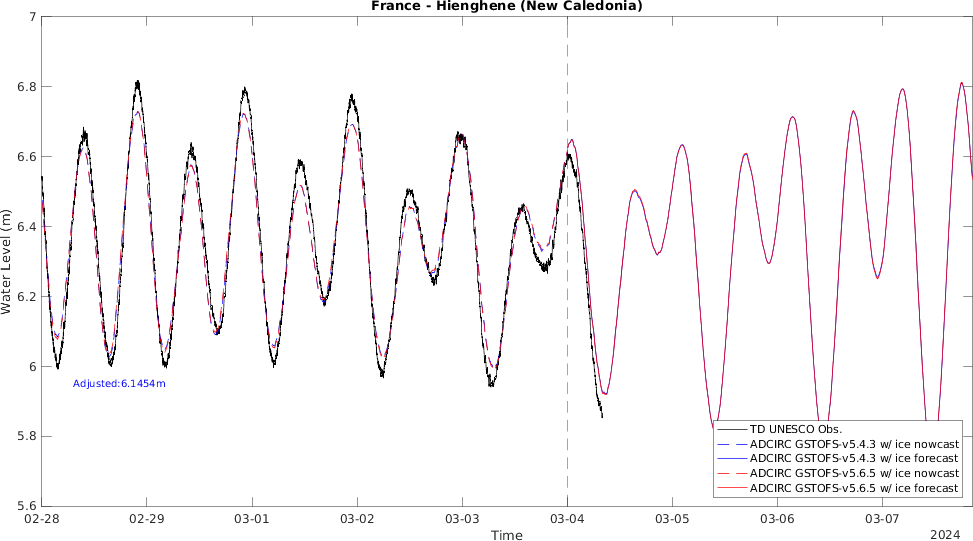 France - Hienghene (New Caledonia)
7
6.8
6.6
6.4
6.2
6
5.8
5.6
Water Level (m)
Adjusted:6.1454m
TD UNESCO Obs.
ADCIRC GSTOFS-v5.4.3 w/ ice nowcast
ADCIRC GSTOFS-v5.4.3 w/ ice forecast
ADCIRC GSTOFS-v5.6.5 w/ ice nowcast
ADCIRC GSTOFS-v5.6.5 w/ ice forecast
02-28 02-29 03-01 03-02 03-03 03-04 03-05 03-06 03-07
Time
2024